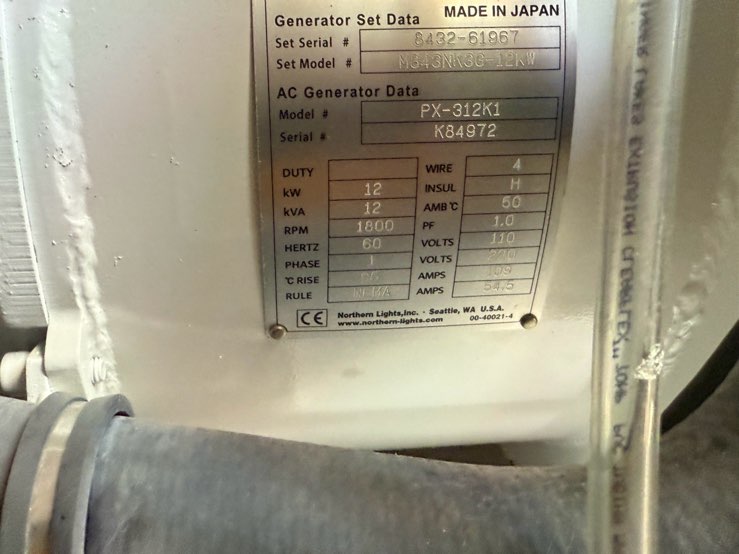 MADE IN JAPAN
Generator Set Data
Set Serial # 8432-61967
Set Model # M843NK3G-12KW
AC Generator Data
Model # PX-312K1
Serial # K84972
DUTY WIRE 4
kW 12 INSUL H
kVA 12 AMB°C 50
RPM 1800 PF 1.0
HERTZ 60 VOLTS 110
PHASE 1 VOLTS 220
°C RISE AMPS 109
RULE NEMA AMPS 54.5
CE Northern Lights,Inc. · Seattle, WA U.S.A.
www.northern-lights.com 00-40021-4